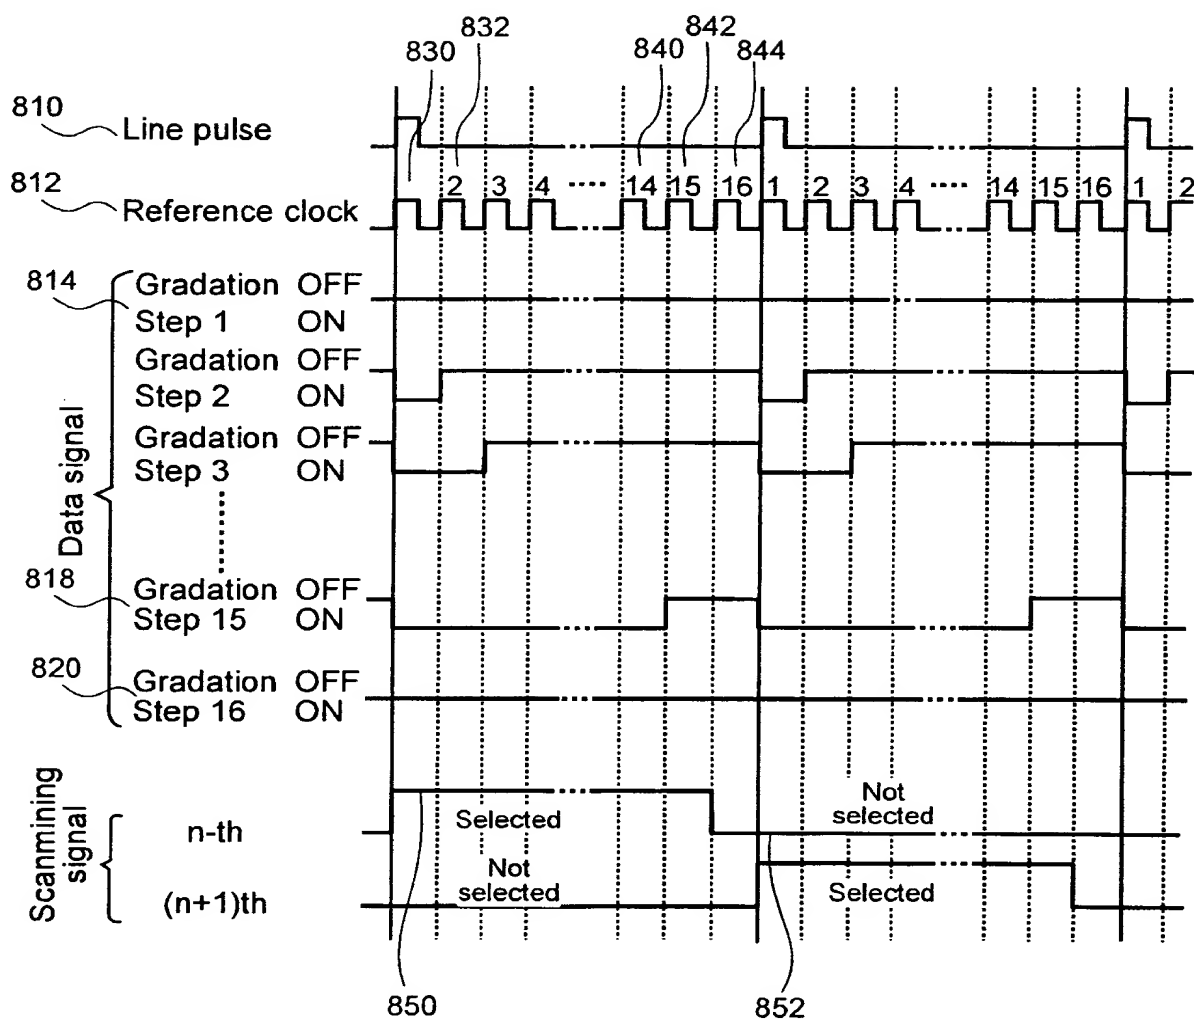 830 832 840 842 844
810 Line pulse
2 3 4 ····· 14 15 16 1 2 3 4 ····· 14 15 16 1 2
812 Reference clock
Data signal
814 Gradation OFF
Step 1 ON
Gradation OFF
Step 2 ON
Gradation OFF
Step 3 ON
818 Gradation OFF
Step 15 ON
820 Gradation OFF
Step 16 ON
Scanmining signal
n-th Selected Not selected
(n+1)th Not selected Selected
850 852